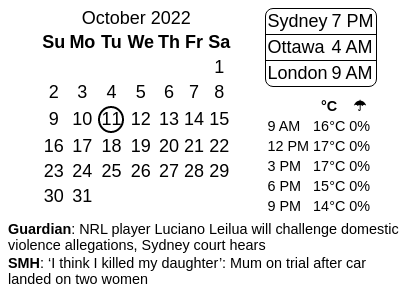 October 2022
Su Mo Tu We Th Fr Sa
1
2 3 4 5 6 7 8
9 10 11 12 13 14 15
16 17 18 19 20 21 22
23 24 25 26 27 28 29
30 31
Sydney 7 PM
Ottawa 4 AM
London 9 AM
°C ☂
9 AM 16°C 0%
12 PM 17°C 0%
3 PM 17°C 0%
6 PM 15°C 0%
9 PM 14°C 0%
Guardian: NRL player Luciano Leilua will challenge domestic
violence allegations, Sydney court hears
SMH: ‘I think I killed my daughter’: Mum on trial after car
landed on two women